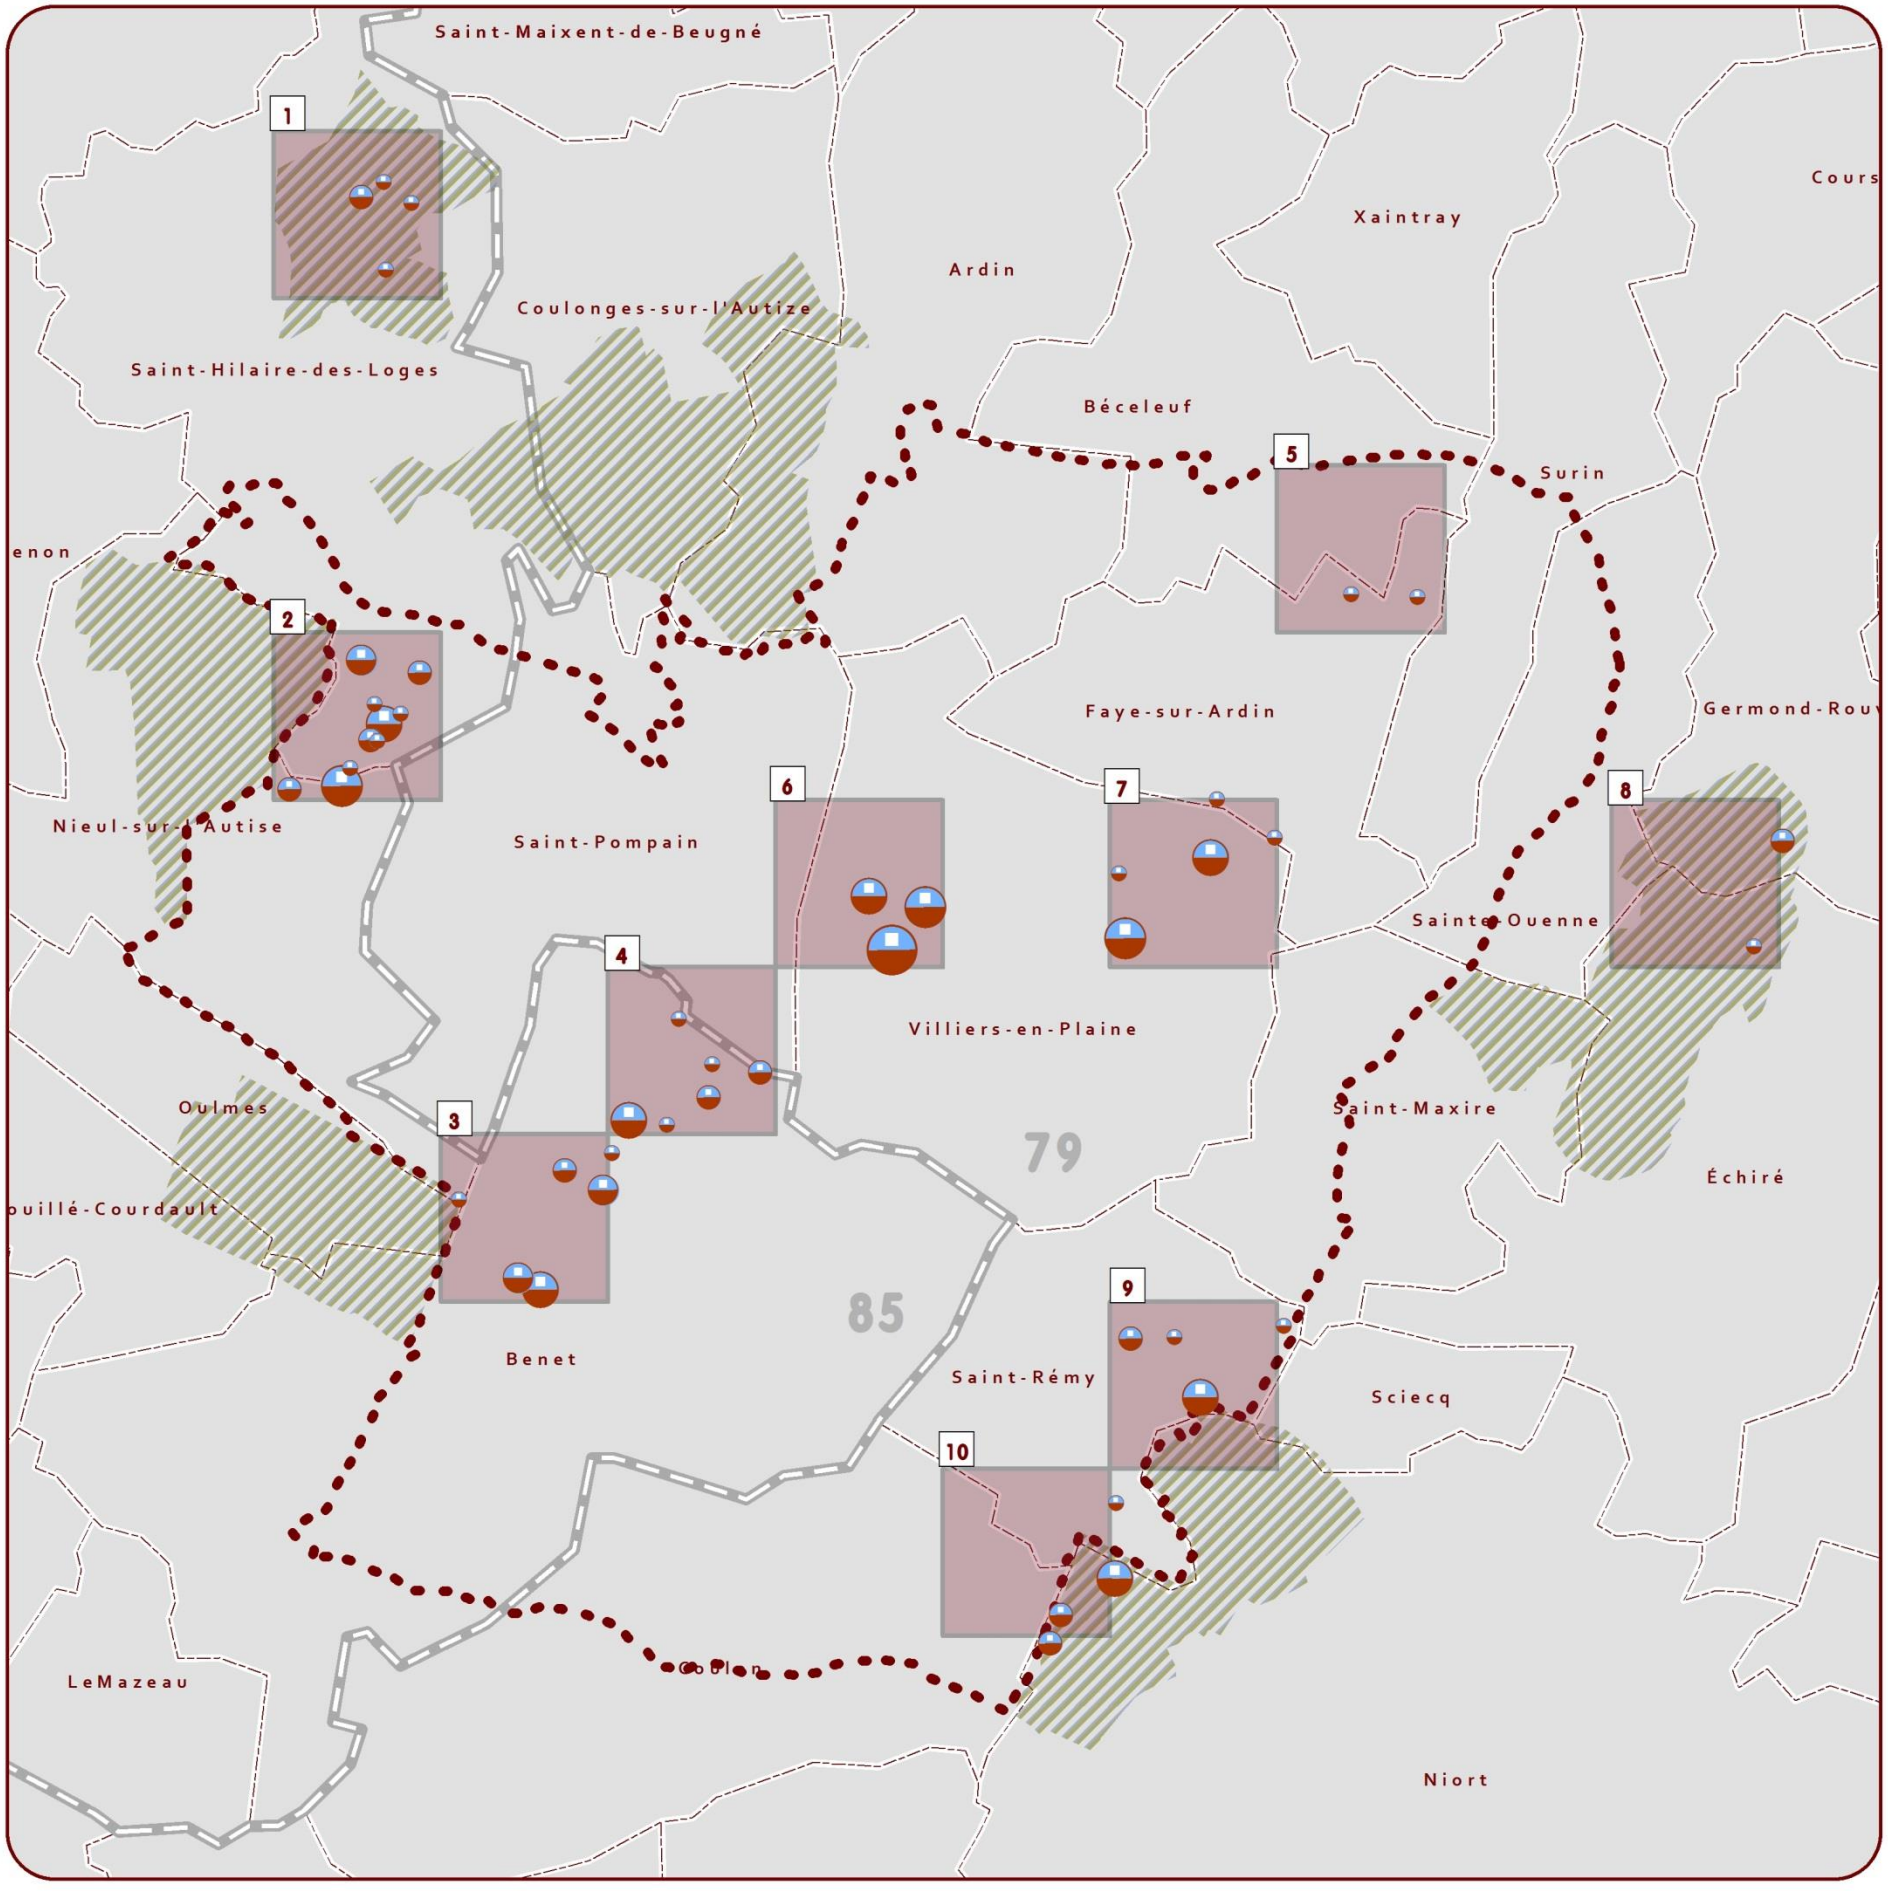 Saint-Maixent-de-Beugné
1
Cours
Xaintray
Ardin
Coulonges-sur-l'Autize
Saint-Hilaire-des-Loges
Béceleuf
5
Surin
enon
2
Faye-sur-Ardin
Germond-Rouv
6
7
8
Nieul-sur-l'Autise
Saint-Pompain
Sainte-Ouenne
4
Villiers-en-Plaine
Oulmes
3
Saint-Maxire
79
Échiré
ouillé-Courdault
9
85
Benet
Saint-Rémy
Sciecq
10
Coulon
LeMazeau
Niort